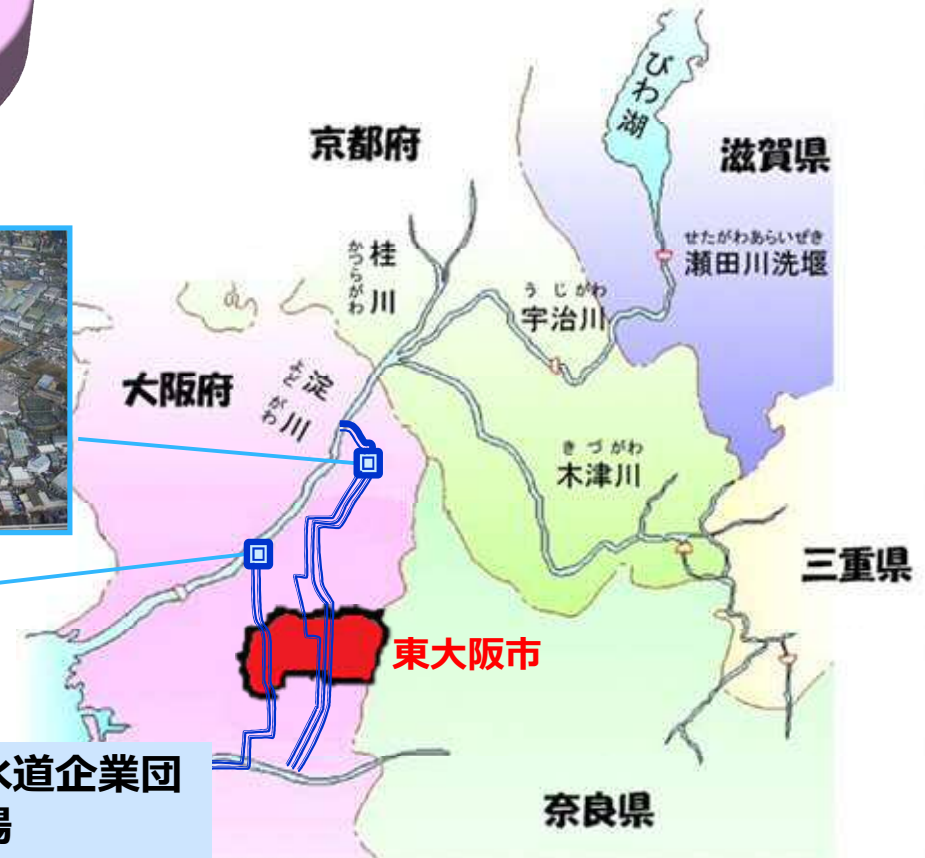 びわ湖
京都府
滋賀県
せたがわあらいぜき
瀬田川洗堰
桂川
かつらがわ
うじがわ
宇治川
大阪府
淀川
よどがわ
きづがわ
木津川
三重県
東大阪市
水道企業団
場
奈良県